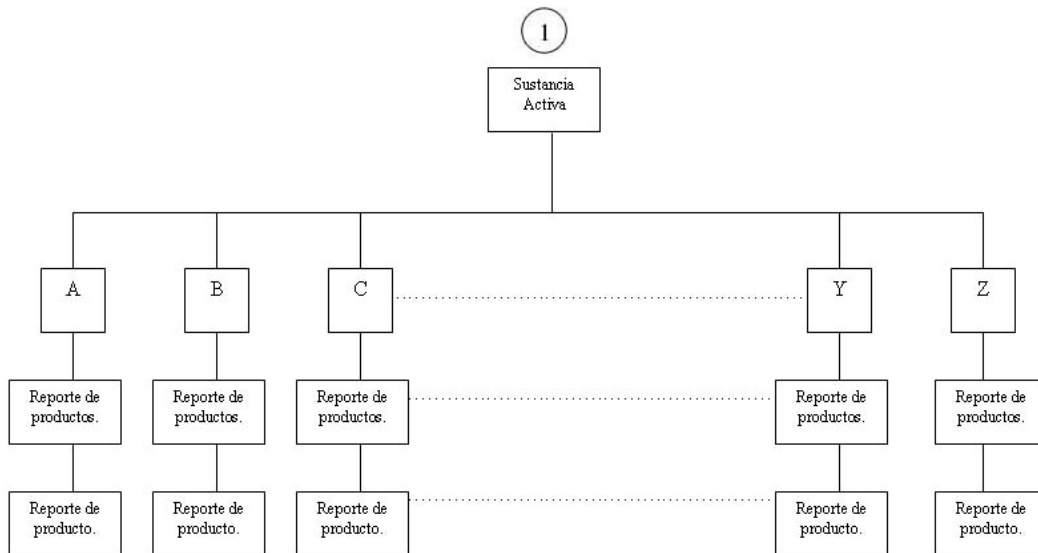 1
Sustancia
Activa
A
B
C
Y
Z
Reporte de
productos.
Reporte de
productos.
Reporte de
productos.
Reporte de
productos.
Reporte de
productos.
Reporte de
producto.
Reporte de
producto.
Reporte de
producto.
Reporte de
producto.
Reporte de
producto.